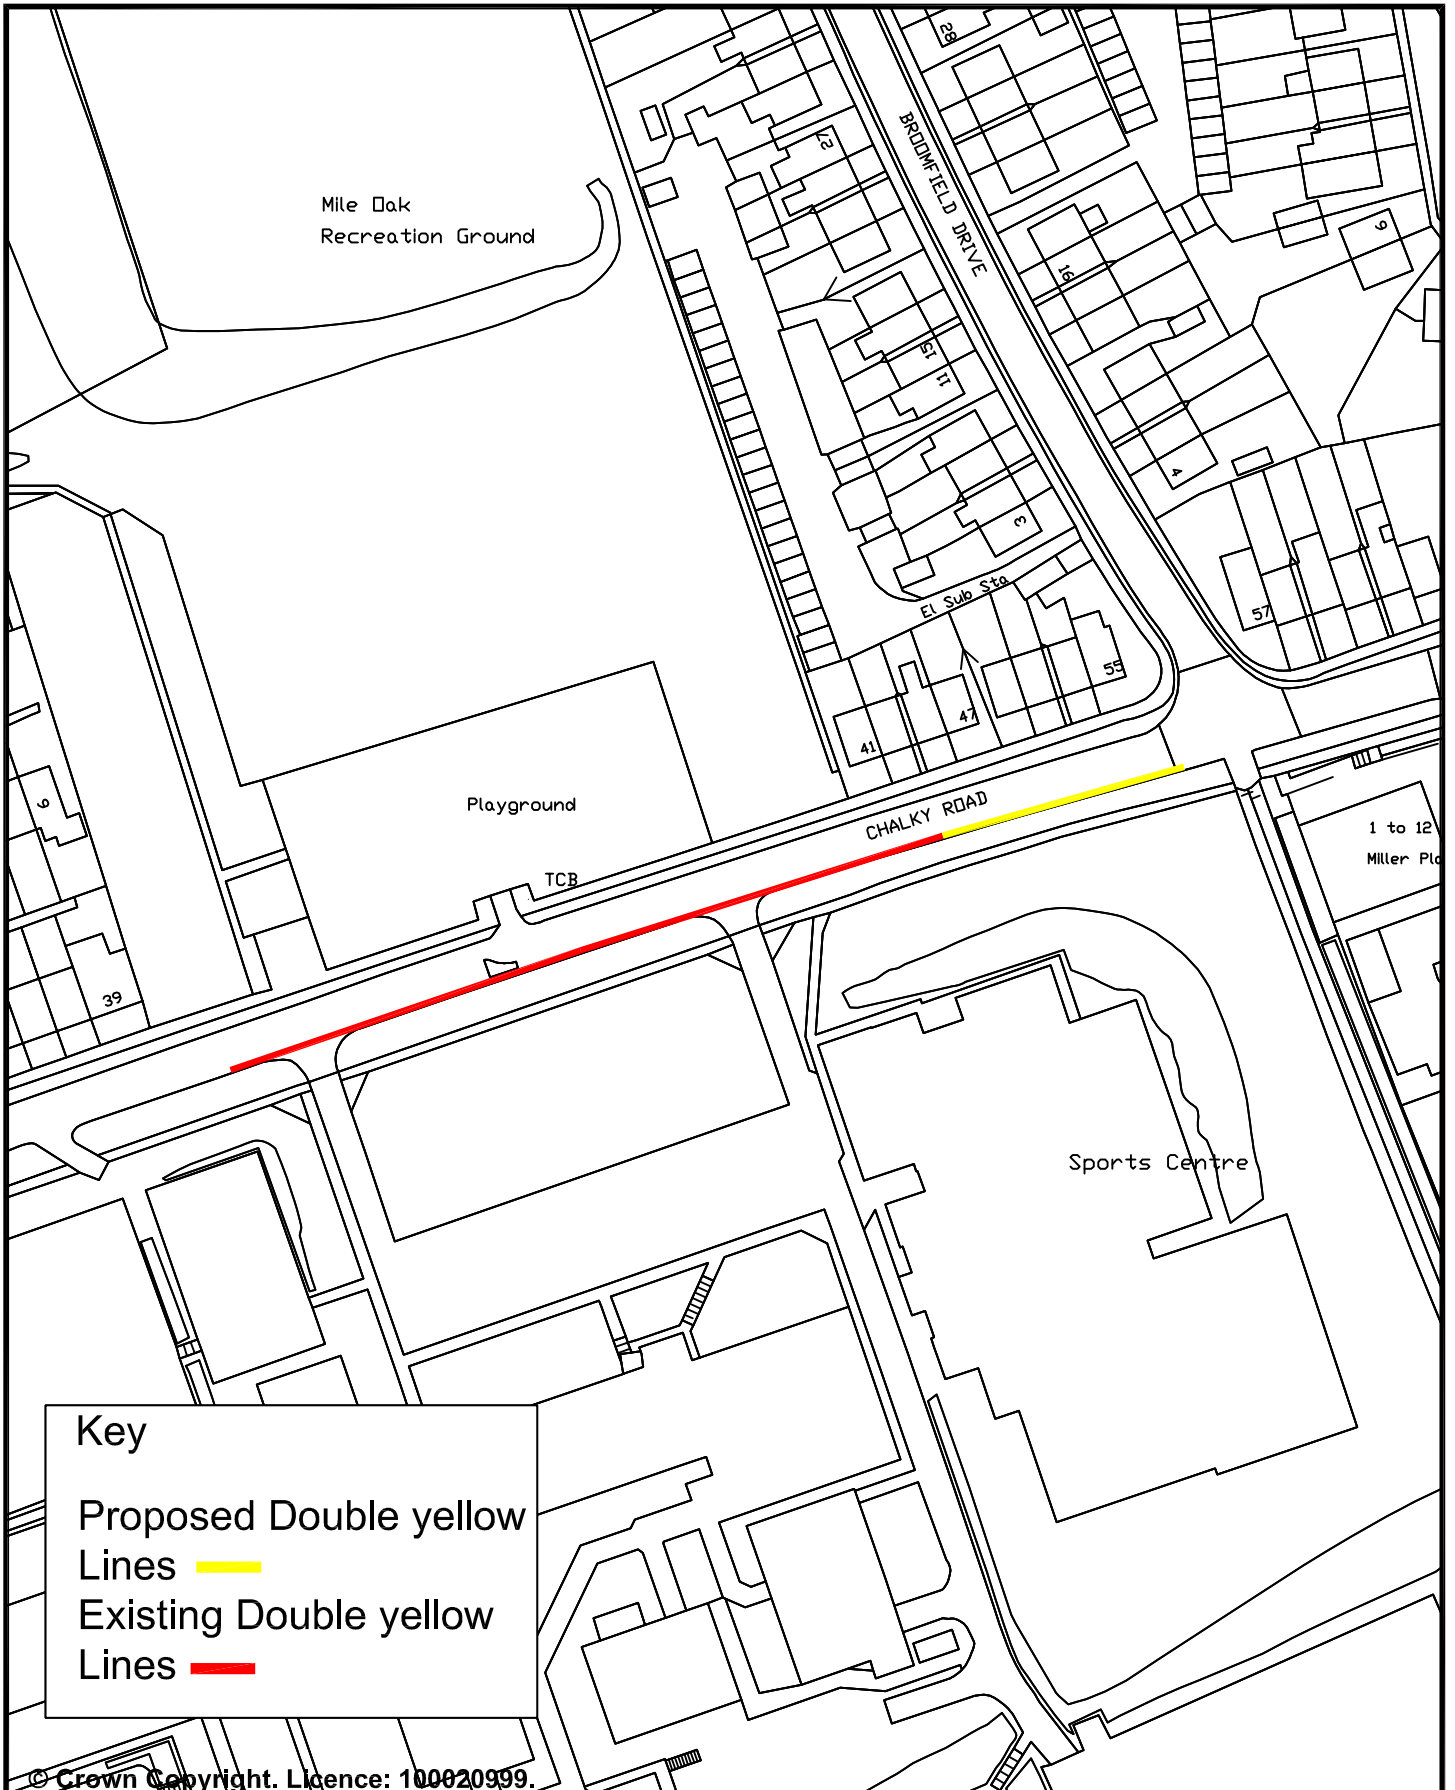 28
27
BROOMFIELD DRIVE
Mile Oak
Recreation Ground
9
16
15
11
4
3
El Sub Sta
57
55
47
41
9
Playground
CHALKY ROAD
1 to 12
TCB
39
Sports Centre
Key
Proposed Double yellow
Lines
Existing Double yellow
Lines
© Crown Copyright. Licence: 100020999.